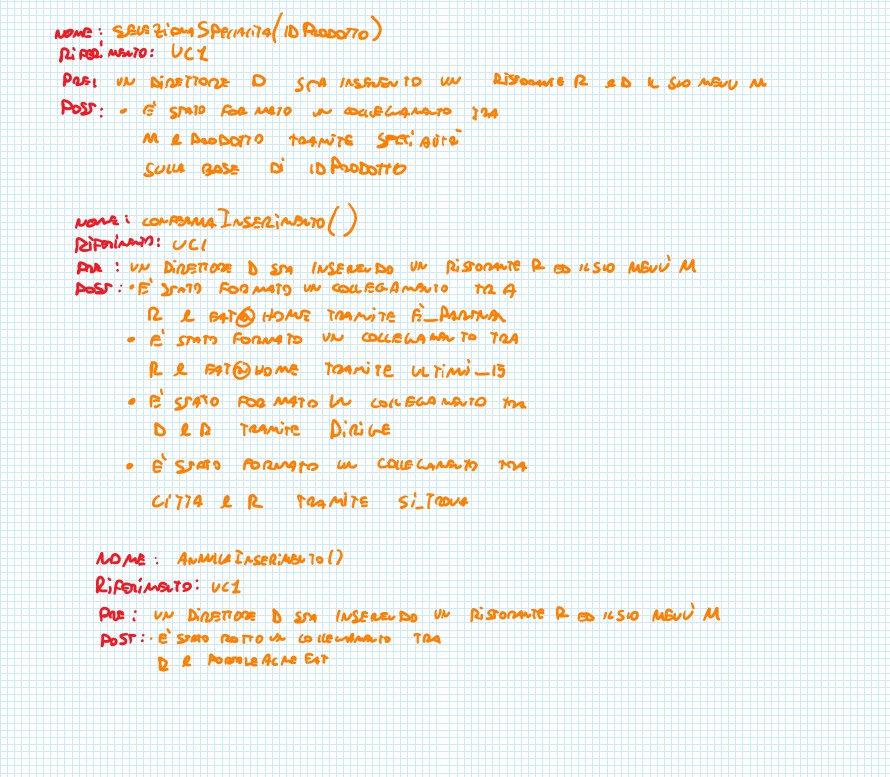 NOME: SELEZIONA SPECIALITÀ (ID PRODOTTO)
RIFERIMENTO: UC1
PRE: UN DIRETTORE D STA INSERENDO UN RISTORANTE R ED IL SUO MENU M
POST: • È STATO FORMATO UN COLLEGAMENTO TRA
M e PRODOTTO TRAMITE SPECIALITÀ
SULLA BASE DI ID PRODOTTO
NOME: CONFERMA INSERIMENTO()
RIFERIMENTO: UC1
PRE: UN DIRETTORE D STA INSERENDO UN RISTORANTE R ED IL SUO MENÙ M
POST: • È STATO FORMATO UN COLLEGAMENTO TRA
R e EAT@HOME TRAMITE
• È STATO FORMATO UN COLLEGAMENTO TRA
R e EAT@HOME TRAMITE ULTIMI_15
• È STATO FORMATO UN COLLEGAMENTO TRA
D e R TRAMITE DIRIGE
• È STATO FORMATO UN COLLEGAMENTO TRA
CITTA e R TRAMITE SI_TROVA
NOME: ANNULLA INSERIMENTO()
RIFERIMENTO: UC1
PRE: UN DIRETTORE D STA INSERENDO UN RISTORANTE R ED IL SUO MENÙ M
POST: • È STATO ROTTO UN COLLEGAMENTO TRA
R e EAT